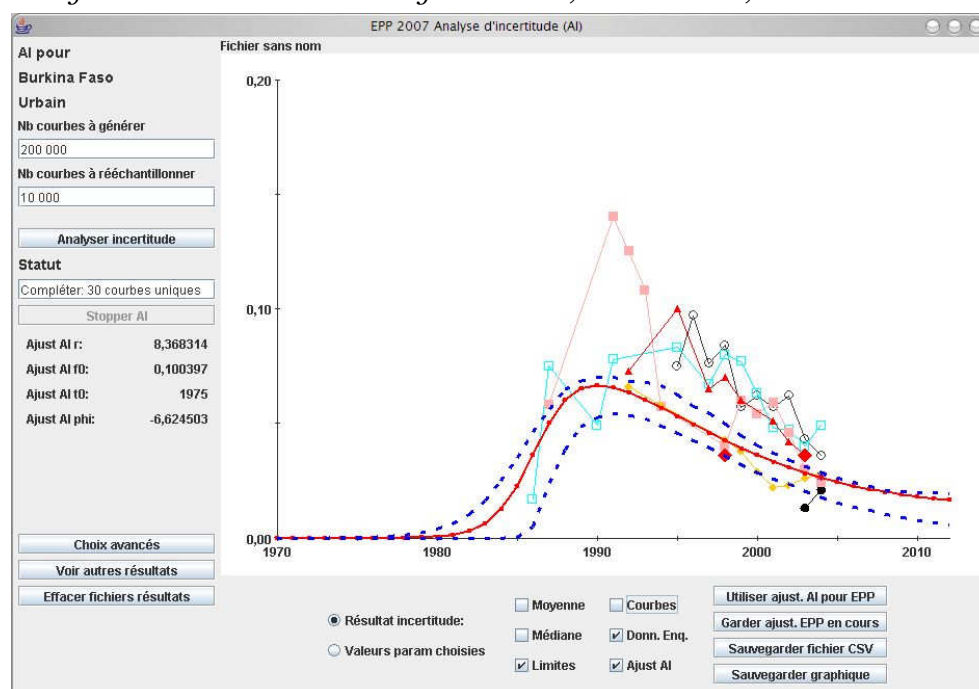 EPP 2007 Analyse d'incertitude (AI)
AI pour
Burkina Faso
Urbain
Nb courbes à générer
200 000
Nb courbes à rééchantillonner
10 000
Analyser incertitude
Statut
Compléter: 30 courbes uniques
Stopper AI
Ajust AI r: 8,368314
Ajust AI f0: 0,100397
Ajust AI t0: 1975
Ajust AI phi: -6,624503
Choix avancés
Voir autres résultats
Effacer fichiers résultats
Fichier sans nom
0,20
0,10
0,00
1970 1980 1990 2000 2010
Résultat incertitude:
Valeurs param choisies
Moyenne
Courbes
Médiane
Donn. Enq.
Limites
Ajust AI
Utiliser ajust. AI pour EPP
Garder ajust. EPP en cours
Sauvegarder fichier CSV
Sauvegarder graphique